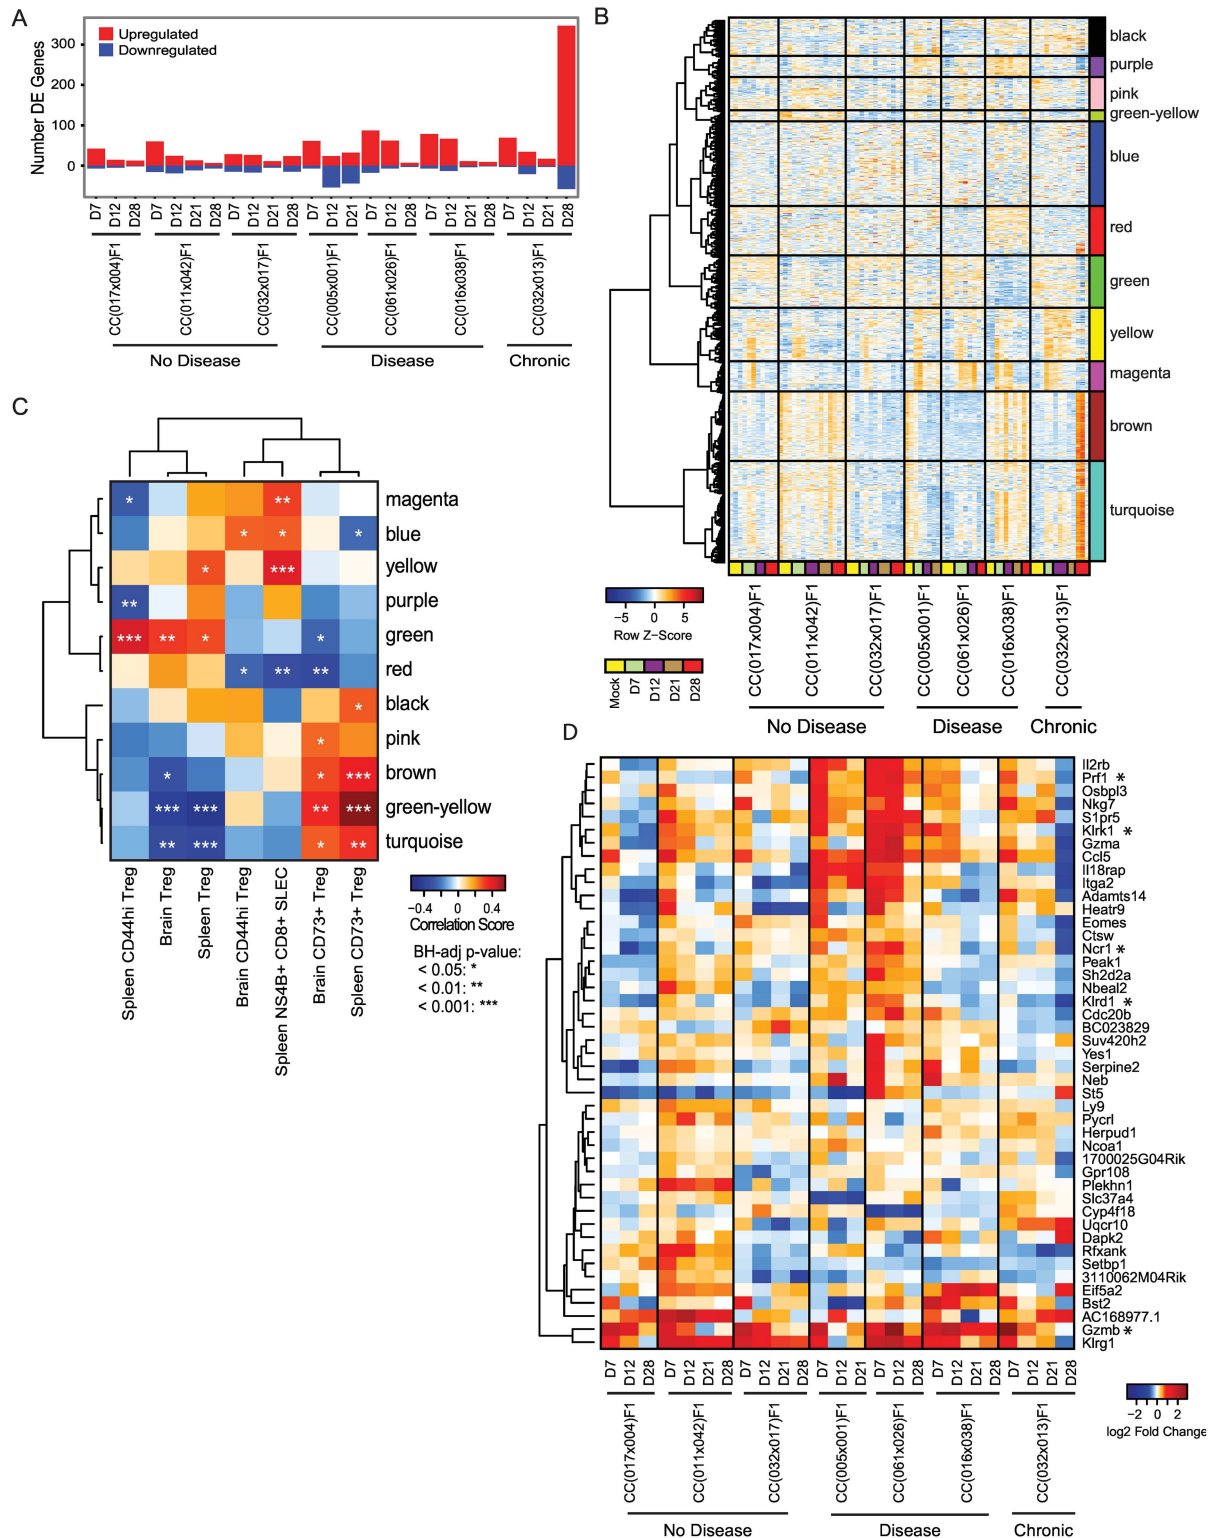 A
Upregulated
Downregulated
Number DE Genes
300
200
100
0
D7 D12 D28 D7 D12 D21 D28 D7 D12 D21 D28 D7 D12 D21 D7 D12 D28 D7 D12 D21 D28 D7 D12 D21 D28
CC(017x004)F1 CC(011x042)F1 CC(032x017)F1 CC(005x001)F1 CC(061x026)F1 CC(016x038)F1 CC(032x013)F1
No Disease Disease Chronic
B
black
purple
pink
green-yellow
blue
red
green
yellow
magenta
brown
turquoise
−5 0 5
Row Z-Score
Mock D7 D12 D21 D28
CC(017x004)F1 CC(011x042)F1 CC(032x017)F1 CC(005x001)F1 CC(061x026)F1 CC(016x038)F1 CC(032x013)F1
No Disease Disease Chronic
C
* ** magenta
* * * blue
* *** yellow
** purple
*** ** * * green
* ** ** red
* black
* pink
* * *** brown
*** *** ** *** green-yellow
** *** * ** turquoise
Spleen CD44hi Treg
Brain Treg
Spleen Treg
Brain CD44hi Treg
Spleen NS4B+ CD8+ SLEC
Brain CD73+ Treg
Spleen CD73+ Treg
−0.4 0 0.4
Correlation Score
BH-adj p-value:
< 0.05: *
< 0.01: **
< 0.001: ***
D
Il2rb
Prf1 *
Osbpl3
Nkg7
S1pr5
Klrk1 *
Gzma
Ccl5
Il18rap
Itga2
Adamts14
Heatr9
Eomes
Ctsw
Ncr1 *
Peak1
Sh2d2a
Nbeal2
Klrd1 *
Cdc20b
BC023829
Suv420h2
Yes1
Serpine2
Neb
St5
Ly9
Pycrl
Herpud1
Ncoa1
1700025G04Rik
Gpr108
Plekhn1
Slc37a4
Cyp4f18
Uqcr10
Dapk2
Rfxank
Setbp1
3110062M04Rik
Eif5a2
Bst2
AC168977.1
Gzmb *
Klrg1
D7 D12 D28 D7 D12 D21 D28 D7 D12 D21 D28 D7 D12 D21 D7 D12 D28 D7 D12 D21 D28 D7 D12 D21 D28
CC(017x004)F1 CC(011x042)F1 CC(032x017)F1 CC(005x001)F1 CC(061x026)F1 CC(016x038)F1 CC(032x013)F1
No Disease Disease Chronic
−2 0 2
log2 Fold Change